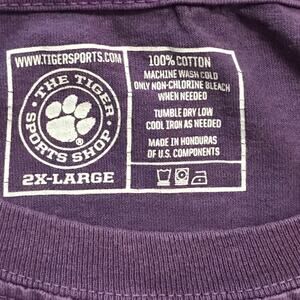 WWW.TIGERSPORTS.COM
THE TIGER
SPORTS SHOP
®
2X-LARGE
100% COTTON
MACHINE WASH COLD
ONLY NON-CHLORINE BLEACH
WHEN NEEDED
TUMBLE DRY LOW
COOL IRON AS NEEDED
MADE IN HONDURAS
OF U.S. COMPONENTS